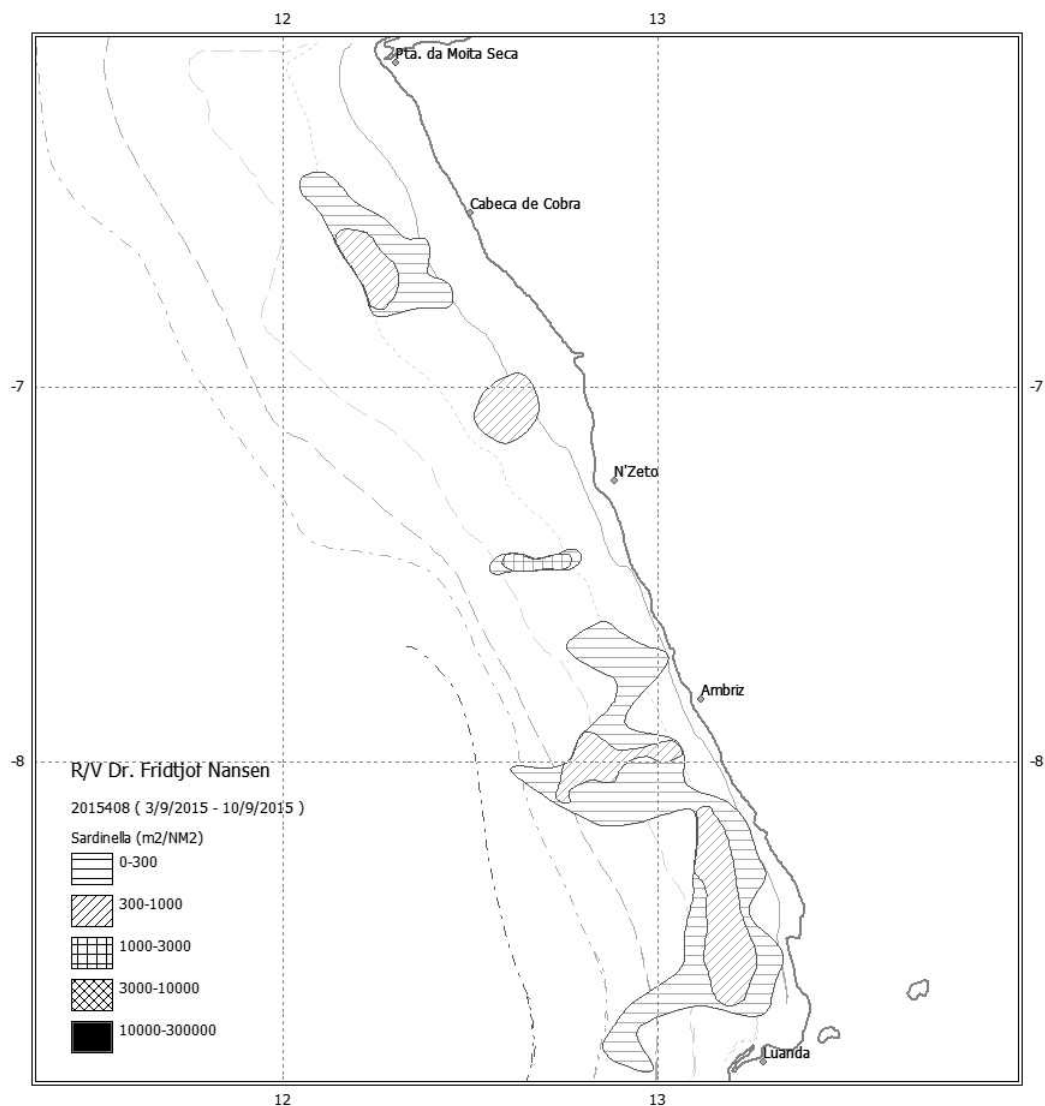 12
13
Pta. da Moita Seca
Cabeca de Cobra
-7
-7
N'Zeto
Ambriz
-8
-8
R/V Dr. Fridtjof Nansen
2015408 ( 3/9/2015 - 10/9/2015 )
Sardinella (m2/NM2)
0-300
300-1000
1000-3000
3000-10000
10000-300000
Luanda
12
13